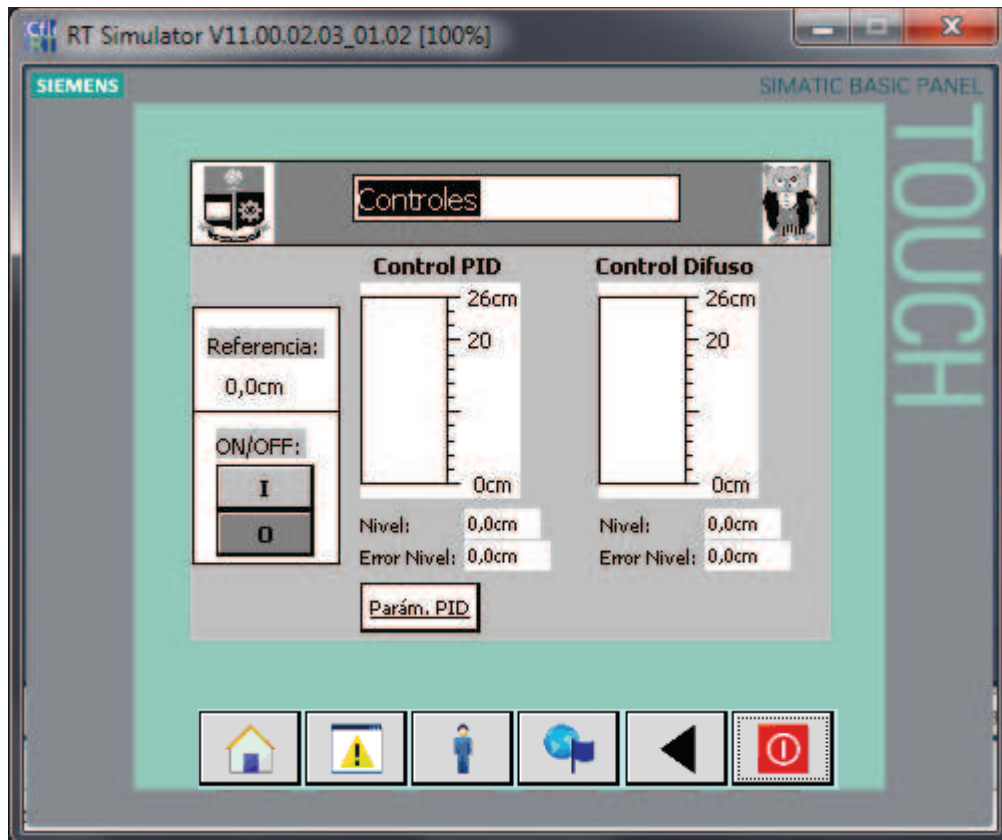 RT Simulator V11.00.02.03_01.02 [100%]
SIEMENS
SIMATIC BASIC PANEL
TOUCH
Controles
Control PID
Control Difuso
Referencia:
0,0cm
ON/OFF:
I
O
26cm
20
0cm
Nivel: 0,0cm
Error Nivel: 0,0cm
Parám. PID
26cm
20
0cm
Nivel: 0,0cm
Error Nivel: 0,0cm